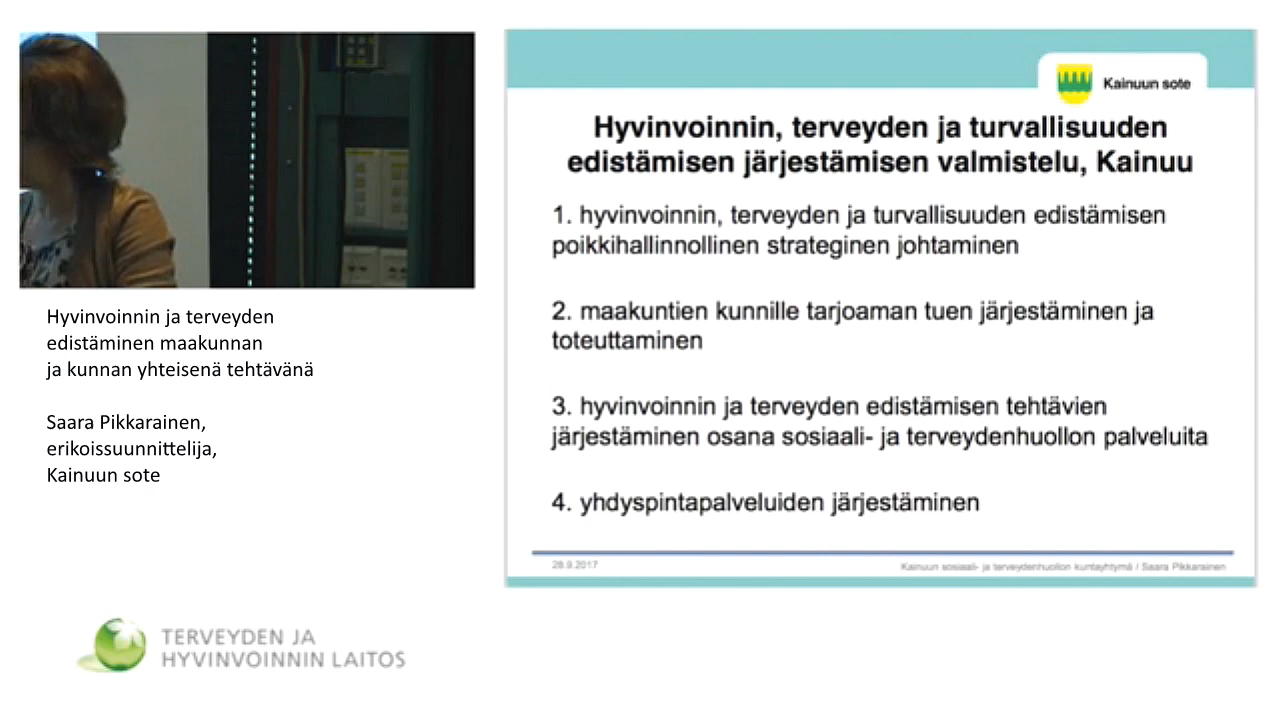 Hyvinvoinnin ja terveyden
edistäminen maakunnan
ja kunnan yhteisenä tehtävänä
Saara Pikkarainen,
erikoissuunnittelija,
Kainuun sote
TERVEYDEN JA
HYVINVOINNIN LAITOS
Kainuun sote
Hyvinvoinnin, terveyden ja turvallisuuden
edistämisen järjestämisen valmistelu, Kainuu
1. hyvinvoinnin, terveyden ja turvallisuuden edistämisen
poikkihallinnollinen strateginen johtaminen
2. maakuntien kunnille tarjoaman tuen järjestäminen ja
toteuttaminen
3. hyvinvoinnin ja terveyden edistämisen tehtävien
järjestäminen osana sosiaali- ja terveydenhuollon palveluita
4. yhdyspintapalveluiden järjestäminen
28.9.2017
Kainuun sosiaali- ja terveydenhuollon kuntayhtymä / Saara Pikkarainen